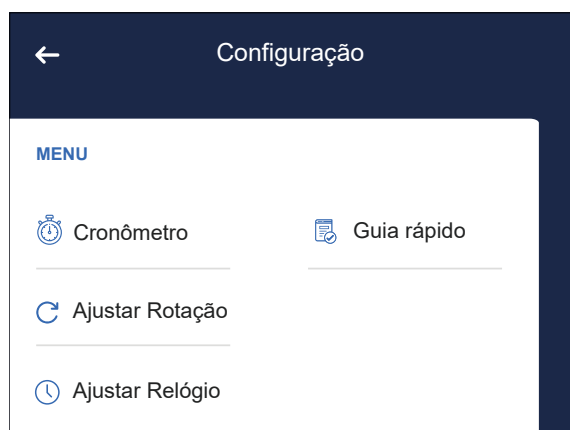 Configuração
MENU
Cronômetro
Guia rápido
Ajustar Rotação
Ajustar Relógio